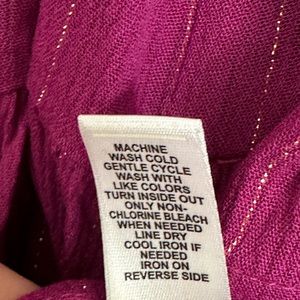 MACHINE
WASH COLD
GENTLE CYCLE
WASH WITH
LIKE COLORS
TURN INSIDE OUT
ONLY NON-
CHLORINE BLEACH
WHEN NEEDED
LINE DRY
COOL IRON IF
NEEDED
IRON ON
REVERSE SIDE